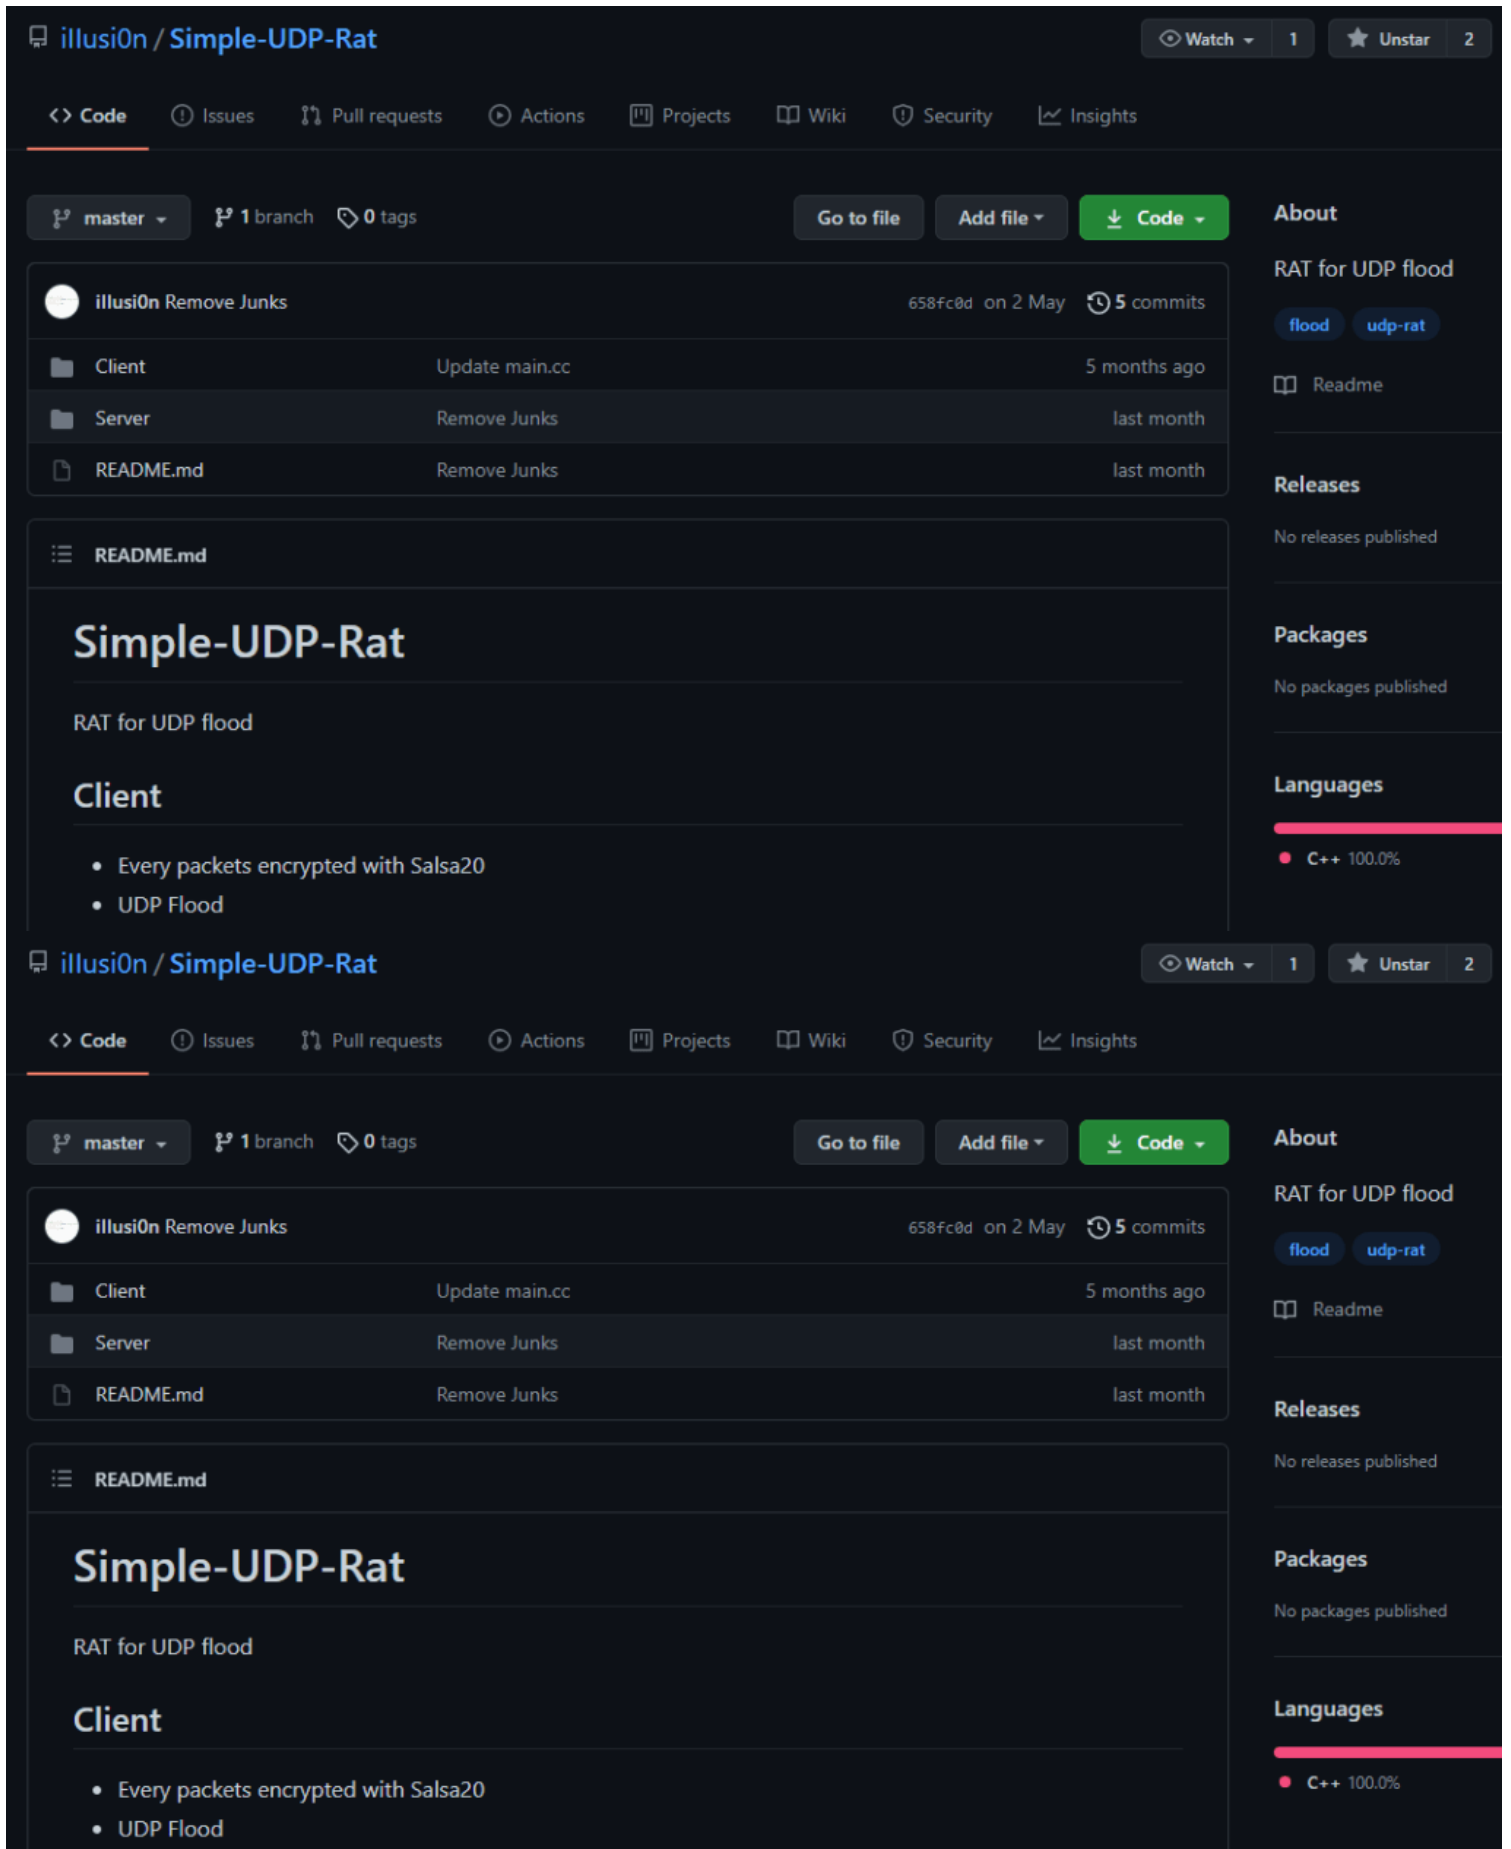 illusi0n / Simple-UDP-Rat Watch 1 Unstar 2
Code Issues Pull requests Actions Projects Wiki Security Insights
master 1 branch 0 tags Go to file Add file Code
illusi0n Remove Junks 658fc0d on 2 May 5 commits
Client Update main.cc 5 months ago
Server Remove Junks last month
README.md Remove Junks last month
README.md
Simple-UDP-Rat
RAT for UDP flood
Client
Every packets encrypted with Salsa20
UDP Flood
About
RAT for UDP flood
flood udp-rat
Readme
Releases
No releases published
Packages
No packages published
Languages
C++ 100.0%
illusi0n / Simple-UDP-Rat Watch 1 Unstar 2
Code Issues Pull requests Actions Projects Wiki Security Insights
master 1 branch 0 tags Go to file Add file Code
illusi0n Remove Junks 658fc0d on 2 May 5 commits
Client Update main.cc 5 months ago
Server Remove Junks last month
README.md Remove Junks last month
README.md
Simple-UDP-Rat
RAT for UDP flood
Client
Every packets encrypted with Salsa20
UDP Flood
About
RAT for UDP flood
flood udp-rat
Readme
Releases
No releases published
Packages
No packages published
Languages
C++ 100.0%